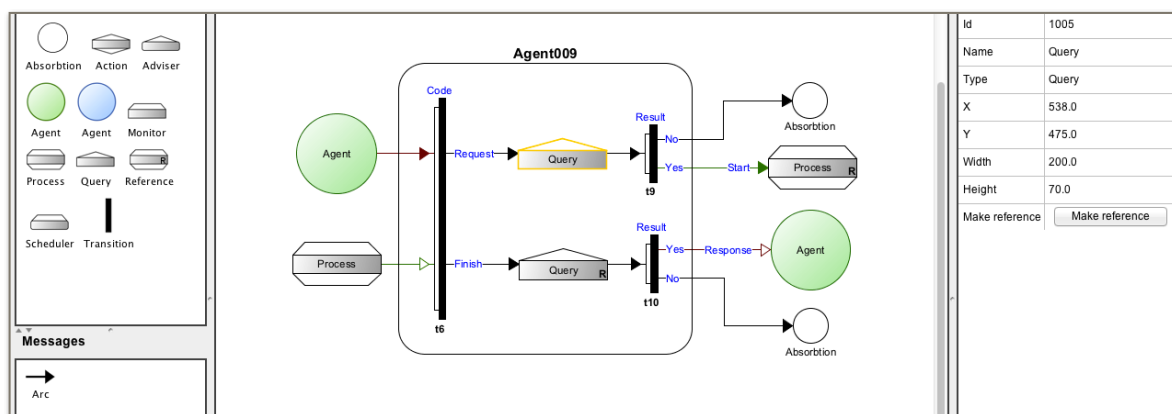 Absorbtion Action Adviser
Agent Agent Monitor
R
Process Query Reference
Scheduler Transition
Messages
Arc
Agent009
Code
Agent
Request
Query
Result
No
Yes
t9
Start
Absorbtion
Process
R
Process
Finish
t6
Query
R
Result
Yes
No
t10
Response
Agent
Absorbtion
Id 1005
Name Query
Type Query
X 538.0
Y 475.0
Width 200.0
Height 70.0
Make reference Make reference